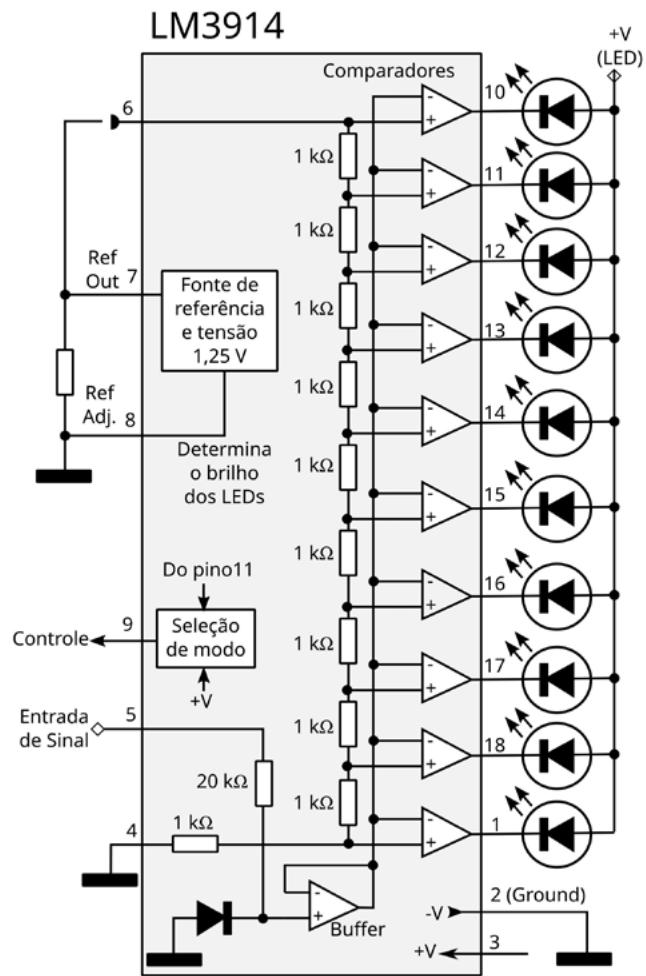 LM3914
Comparadores
+V
(LED)
6
10
1 kΩ
11
1 kΩ
12
Ref
Out
7
Fonte de
referência
e tensão
1,25 V
1 kΩ
13
1 kΩ
14
Ref
Adj.
8
Determina
o brilho
dos LEDs
1 kΩ
15
1 kΩ
16
Do pino11
Controle
9
Seleção
de modo
+V
1 kΩ
17
Entrada
de Sinal
5
1 kΩ
18
20 kΩ
1 kΩ
1
4
1 kΩ
Buffer
-V
2 (Ground)
+V
3
- + - + - + - + - + - + - + - + - + - +
- +